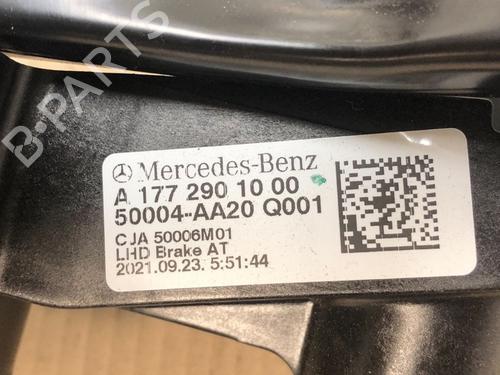 B-PARTS
Mercedes-Benz
A 177 290 10 00
50004-AA20 Q001
CJA 50006M01
LHD Brake AT
2021.09.23. 5:51:44